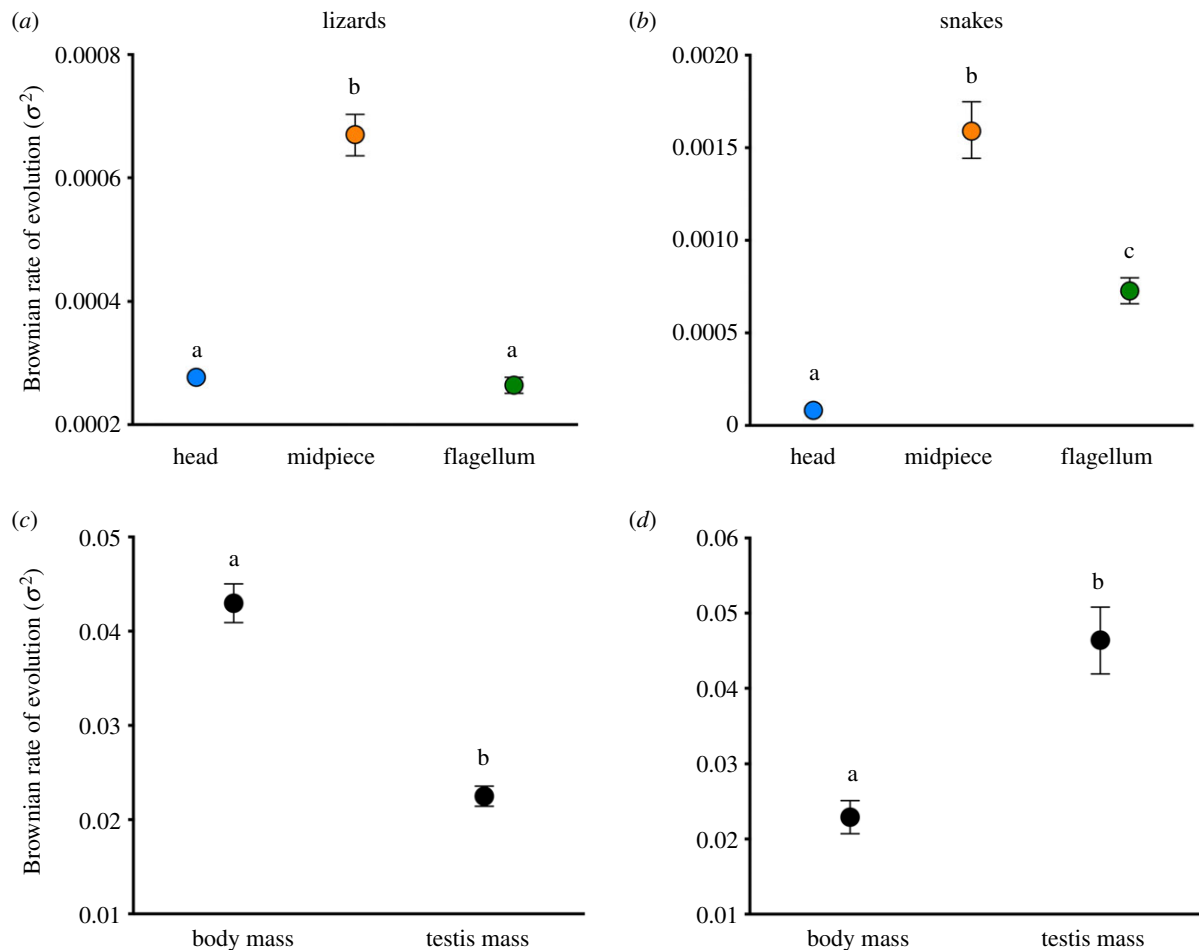 (a) lizards
Brownian rate of evolution (σ²)
0.0008
0.0006
0.0004
0.0002
a
b
a
head midpiece flagellum
(b) snakes
0.0020
0.0015
0.0010
0.0005
0
a
b
c
head midpiece flagellum
(c)
Brownian rate of evolution (σ²)
0.05
0.04
0.03
0.02
0.01
a
b
body mass testis mass
(d)
0.06
0.05
0.04
0.03
0.02
0.01
a
b
body mass testis mass